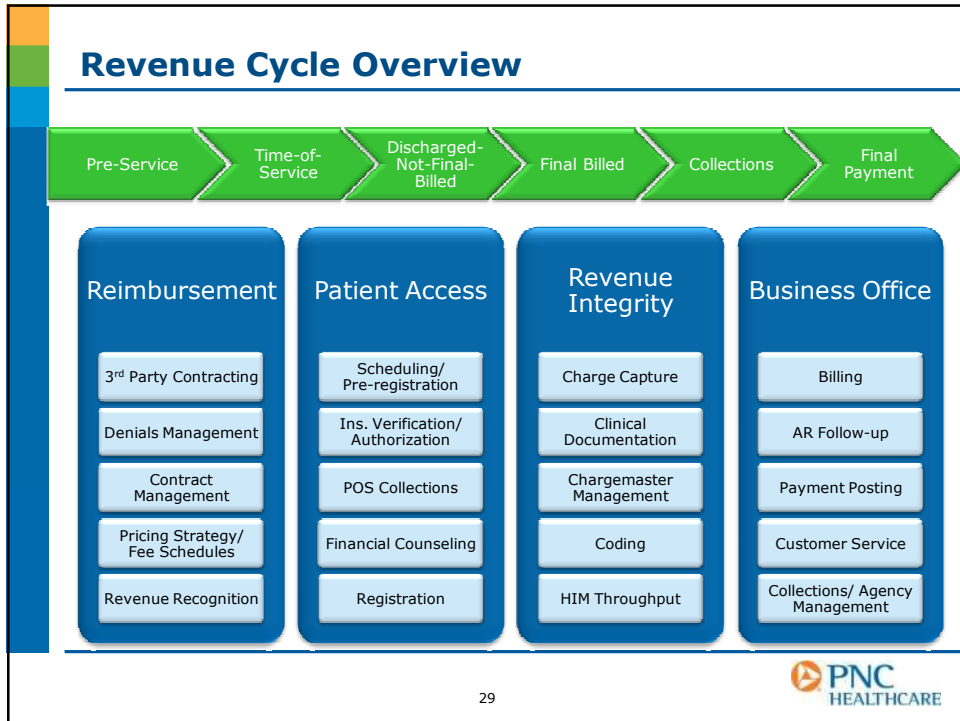 Revenue Cycle Overview
Pre-Service
Time-of-
Service
Discharged-
Not-Final-
Billed
Final Billed
Collections
Final
Payment
Reimbursement
3rd Party Contracting
Denials Management
Contract
Management
Pricing Strategy/
Fee Schedules
Revenue Recognition
Patient Access
Scheduling/
Pre-registration
Ins. Verification/
Authorization
POS Collections
Financial Counseling
Registration
Revenue
Integrity
Charge Capture
Clinical
Documentation
Chargemaster
Management
Coding
HIM Throughput
Business Office
Billing
AR Follow-up
Payment Posting
Customer Service
Collections/ Agency
Management
29
PNC
HEALTHCARE